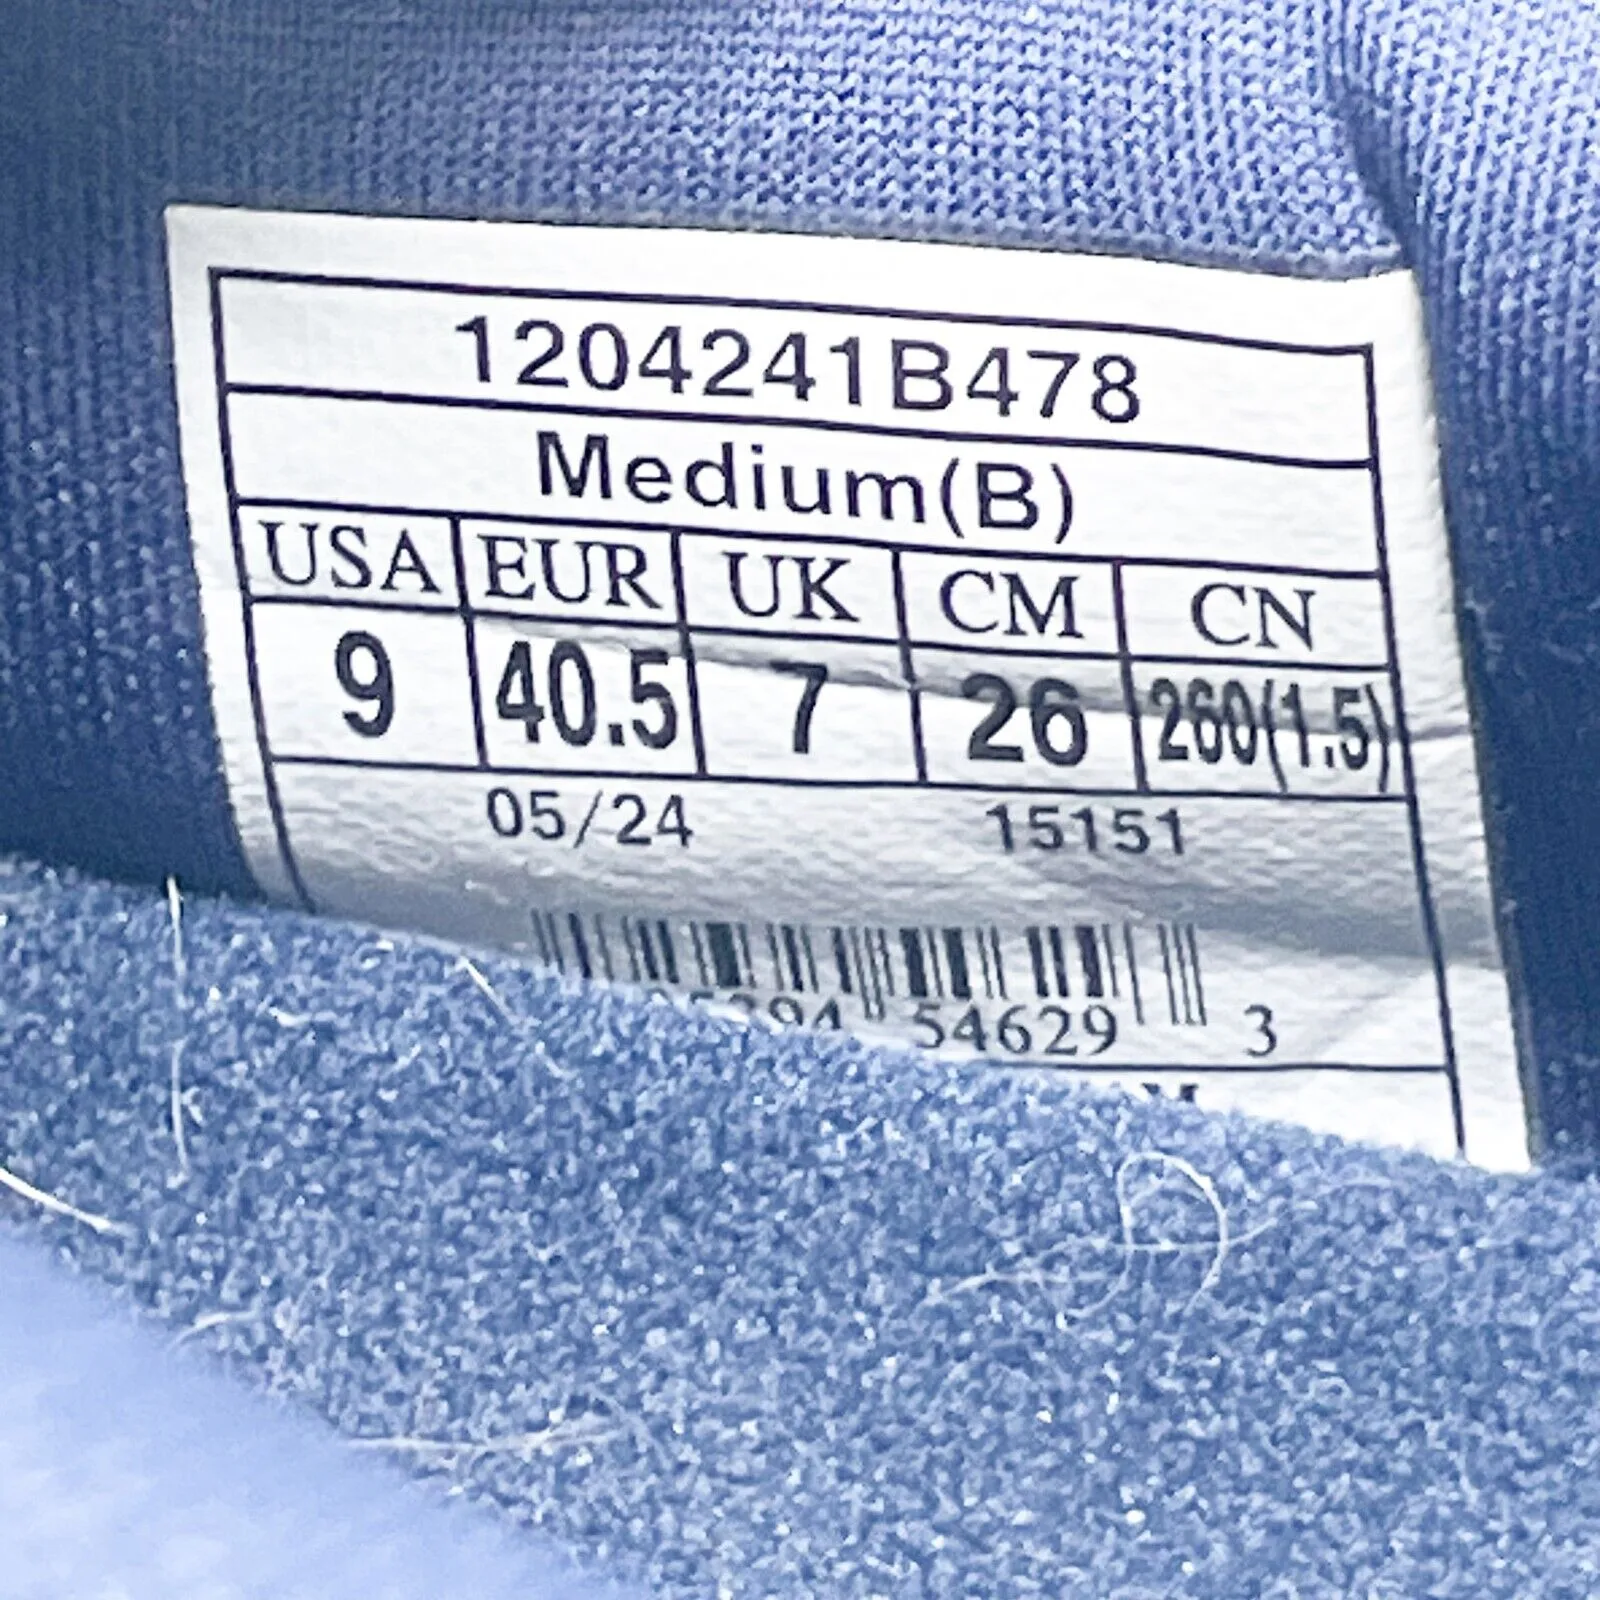 1204241B478
Medium(B)
USA EUR UK CM CN
9 40.5 7 26 260(1.5)
05/24 15151
54629 3